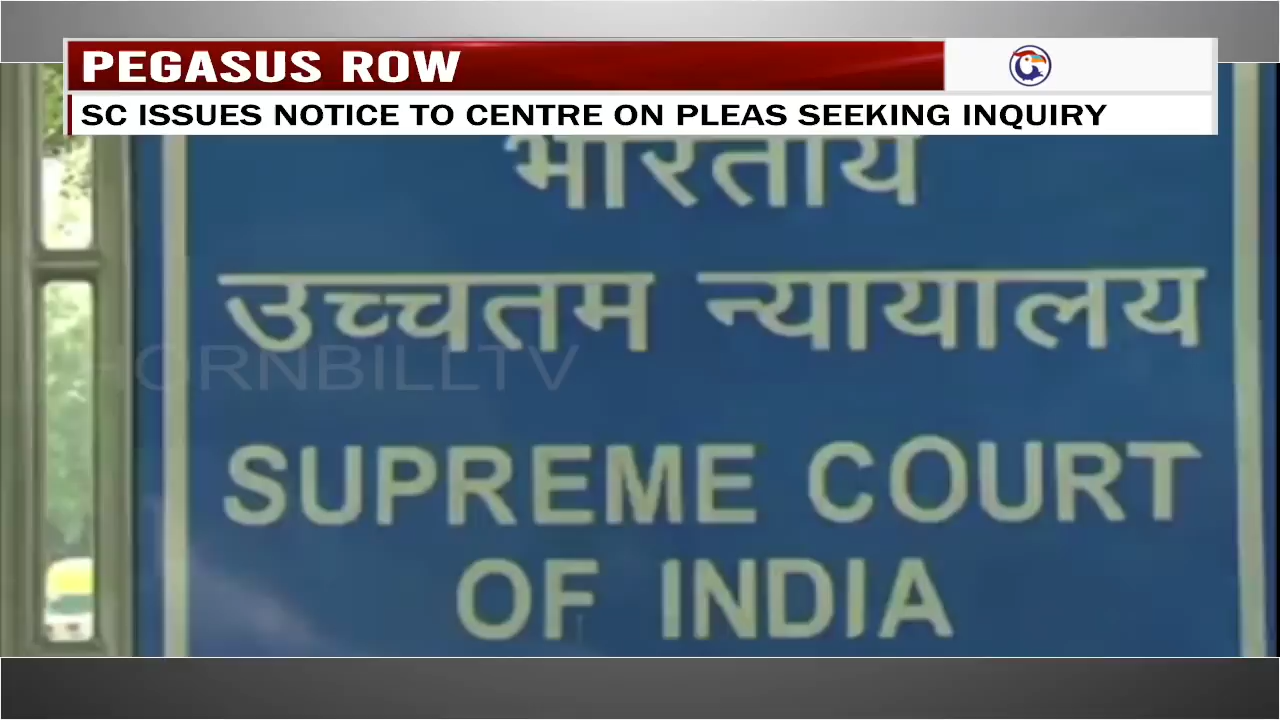 PEGASUS ROW
SC ISSUES NOTICE TO CENTRE ON PLEAS SEEKING INQUIRY
भारतीय
उच्चतम न्यायालय
HORNBILLTV
SUPREME COURT
OF INDIA